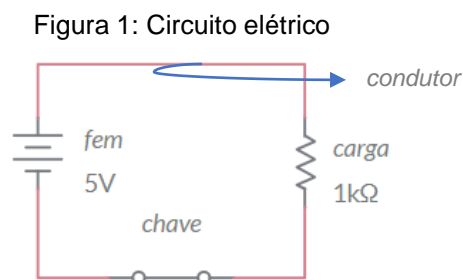 Figura 1: Circuito elétrico
condutor
fem
5V
carga
1kΩ
chave